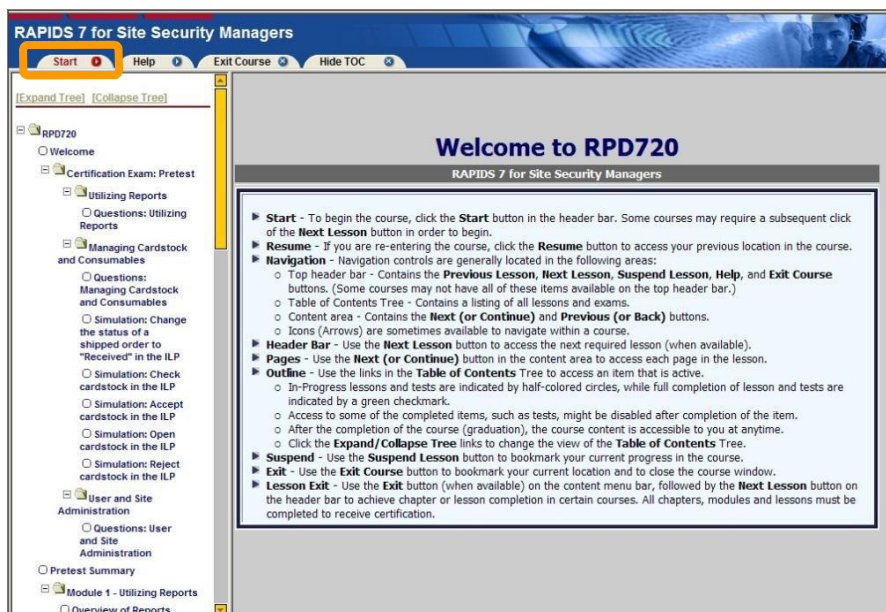 RAPIDS 7 for Site Security Managers
Start Help Exit Course Hide TOC
[Expand Tree] [Collapse Tree]
RPD720
Welcome
Certification Exam: Pretest
Utilizing Reports
Questions: Utilizing
Reports
Managing Cardstock
and Consumables
Questions:
Managing Cardstock
and Consumables
Simulation: Change
the status of a
shipped order to
"Received" in the ILP
Simulation: Check
cardstock in the ILP
Simulation: Accept
cardstock in the ILP
Simulation: Open
cardstock in the ILP
Simulation: Reject
cardstock in the ILP
User and Site
Administration
Questions: User
and Site
Administration
Pretest Summary
Module 1 - Utilizing Reports
Overview of Reports
Welcome to RPD720
RAPIDS 7 for Site Security Managers
Start - To begin the course, click the Start button in the header bar. Some courses may require a subsequent click
of the Next Lesson button in order to begin.
Resume - If you are re-entering the course, click the Resume button to access your previous location in the course.
Navigation - Navigation controls are generally located in the following areas:
Top header bar - Contains the Previous Lesson, Next Lesson, Suspend Lesson, Help, and Exit Course
buttons. (Some courses may not have all of these items available on the top header bar.)
Table of Contents Tree - Contains a listing of all lessons and exams.
Content area - Contains the Next (or Continue) and Previous (or Back) buttons.
Icons (Arrows) are sometimes available to navigate within a course.
Header Bar - Use the Next Lesson button to access the next required lesson (when available).
Pages - Use the Next (or Continue) button in the content area to access each page in the lesson.
Outline - Use the links in the Table of Contents Tree to access an item that is active.
In-Progress lessons and tests are indicated by half-colored circles, while full completion of lesson and tests are
indicated by a green checkmark.
Access to some of the completed items, such as tests, might be disabled after completion of the item.
After the completion of the course (graduation), the course content is accessible to you at anytime.
Click the Expand/Collapse Tree links to change the view of the Table of Contents Tree.
Suspend - Use the Suspend Lesson button to bookmark your current progress in the course.
Exit - Use the Exit Course button to bookmark your current location and to close the course window.
Lesson Exit - Use the Exit button (when available) on the content menu bar, followed by the Next Lesson button on
the header bar to achieve chapter or lesson completion in certain courses. All chapters, modules and lessons must be
completed to receive certification.